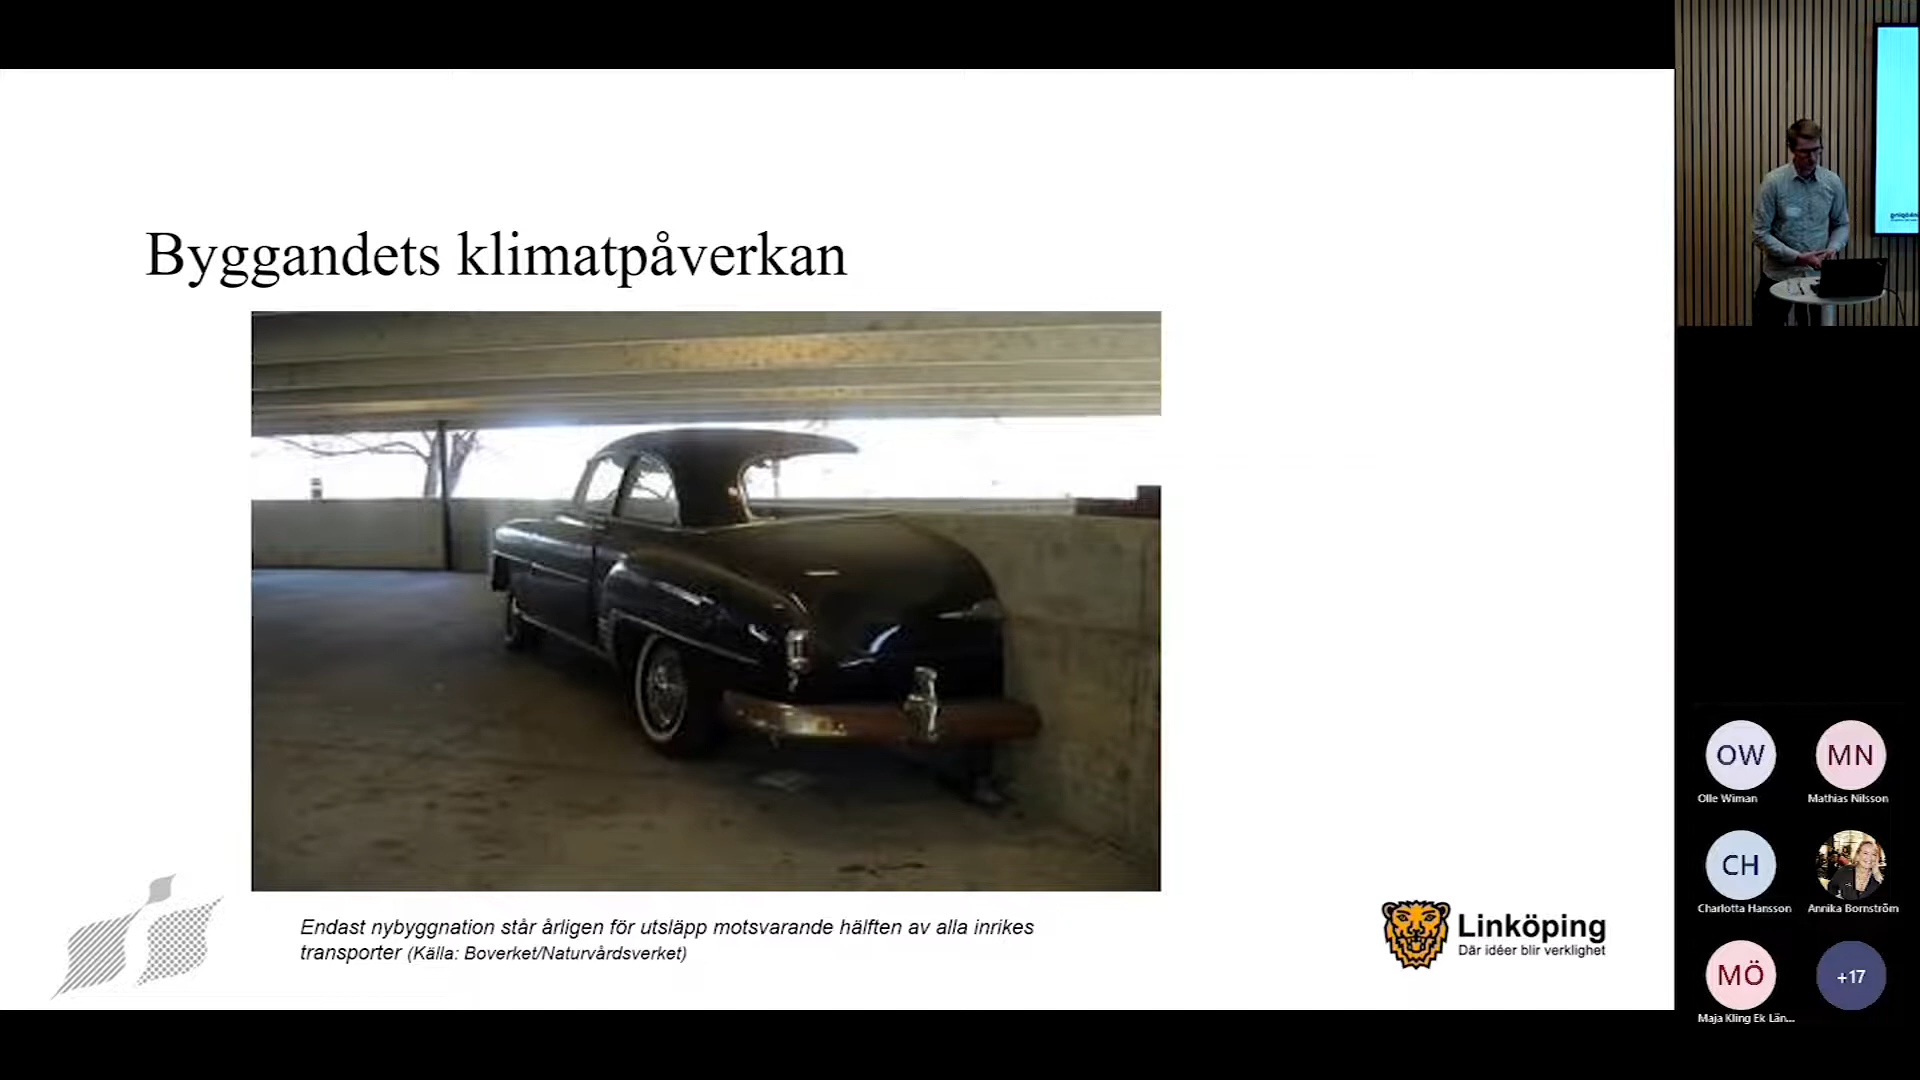 Byggandets klimatpåverkan
Endast nybyggnation står årligen för utsläpp motsvarande hälften av alla inrikes
transporter (Källa: Boverket/Naturvårdsverket)
Linköping
Där idéer blir verklighet
OW
MN
Olle Wiman
Mathias Nilsson
CH
Charlotta Hansson
Annika Bornström
MÖ
+17
Maja Kling Ek Län...